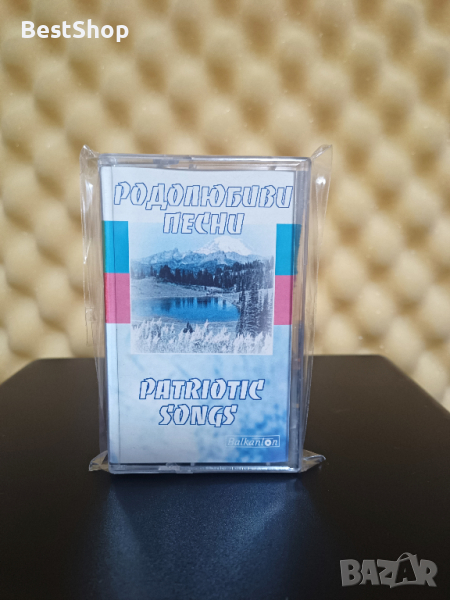 BestShop
РОДОЛЮБИВИ
ПЕСНИ
PATRIOTIC
SONGS
Balkanton
BAZAR